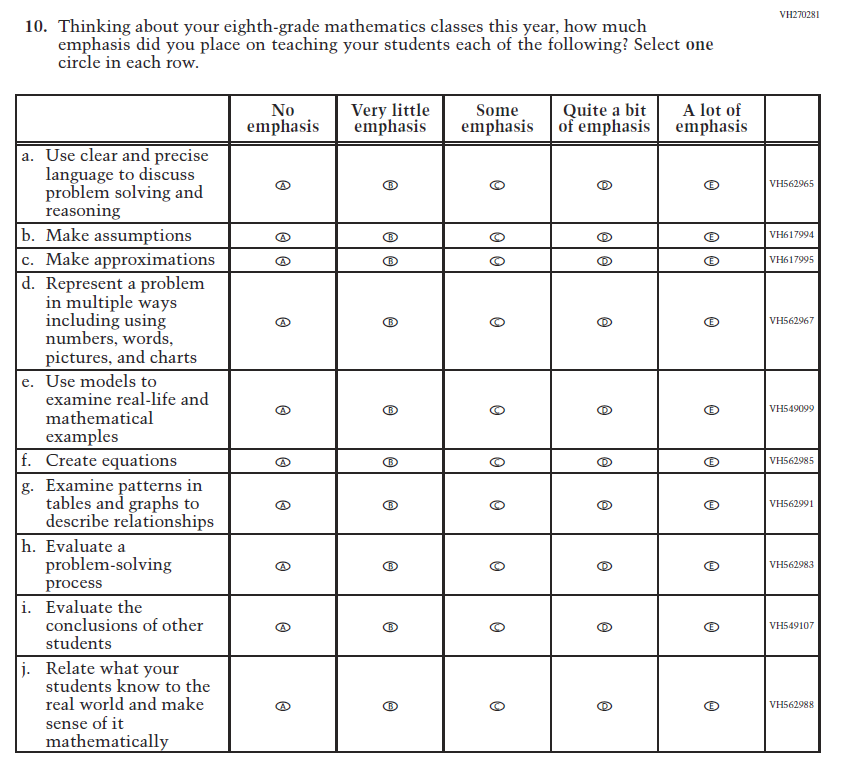 VH270281
10. Thinking about your eighth-grade mathematics classes this year, how much
emphasis did you place on teaching your students each of the following? Select one
circle in each row.
No
emphasis
Very little
emphasis
Some
emphasis
Quite a bit
of emphasis
A lot of
emphasis
a. Use clear and precise
language to discuss
problem solving and
reasoning
A B C D E VH562965
b. Make assumptions A B C D E VH617994
c. Make approximations A B C D E VH617995
d. Represent a problem
in multiple ways
including using
numbers, words,
pictures, and charts
A B C D E VH562967
e. Use models to
examine real-life and
mathematical
examples
A B C D E VH549099
f. Create equations A B C D E VH562985
g. Examine patterns in
tables and graphs to
describe relationships
A B C D E VH562991
h. Evaluate a
problem-solving
process
A B C D E VH562983
i. Evaluate the
conclusions of other
students
A B C D E VH549107
j. Relate what your
students know to the
real world and make
sense of it
mathematically
A B C D E VH562988